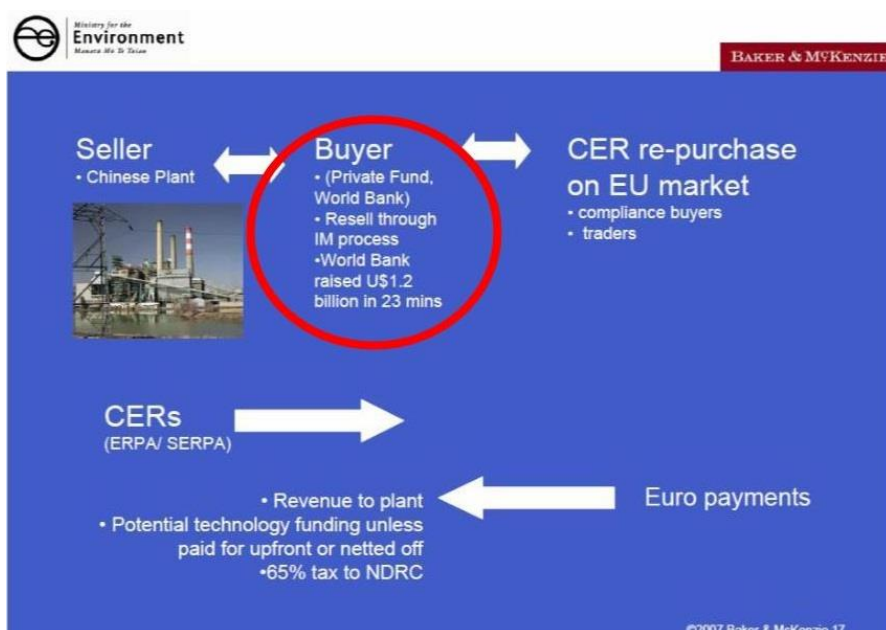 Ministry for the
Environment
Manatū Mō Te Taiao
BAKER & MCKENZIE
Seller
• Chinese Plant
Buyer
• (Private Fund,
World Bank)
• Resell through
IM process
•World Bank
raised U$1.2
billion in 23 mins
CER re-purchase
on EU market
• compliance buyers
• traders
CERs
(ERPA/ SERPA)
• Revenue to plant
• Potential technology funding unless
paid for upfront or netted off
•65% tax to NDRC
Euro payments
©2007 Baker & McKenzie 17